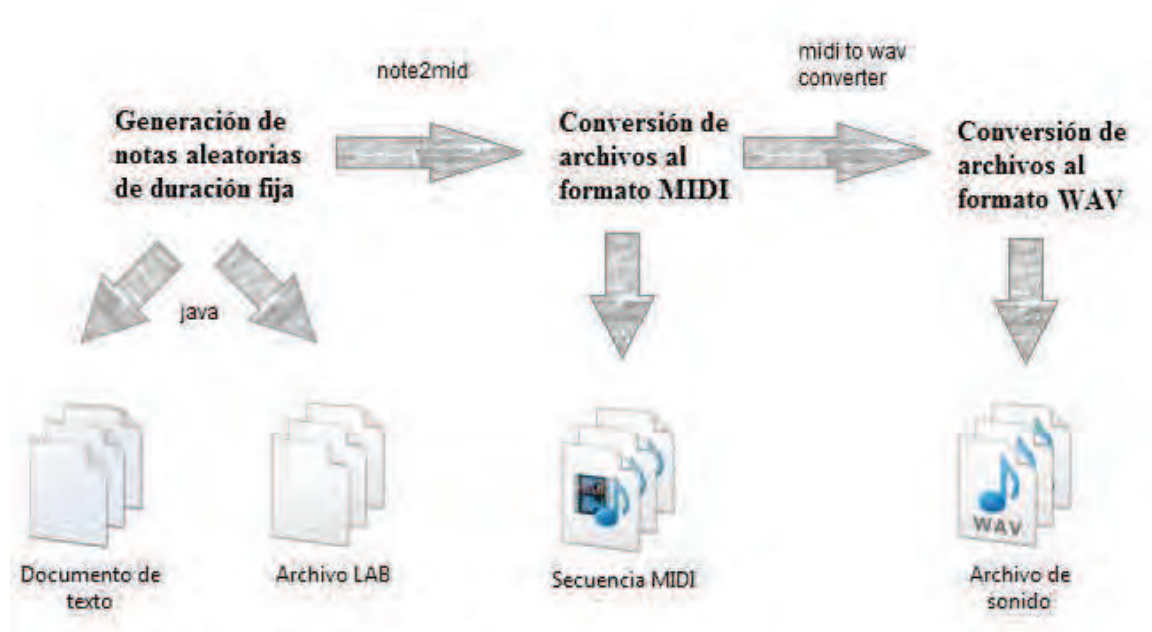 note2mid
midi to wav
converter
Generación de
notas aleatorias
de duración fija
Conversión de
archivos al
formato MIDI
Conversión de
archivos al
formato WAV
java
WAV
Documento de
texto
Archivo LAB
Secuencia MIDI
Archivo de
sonido